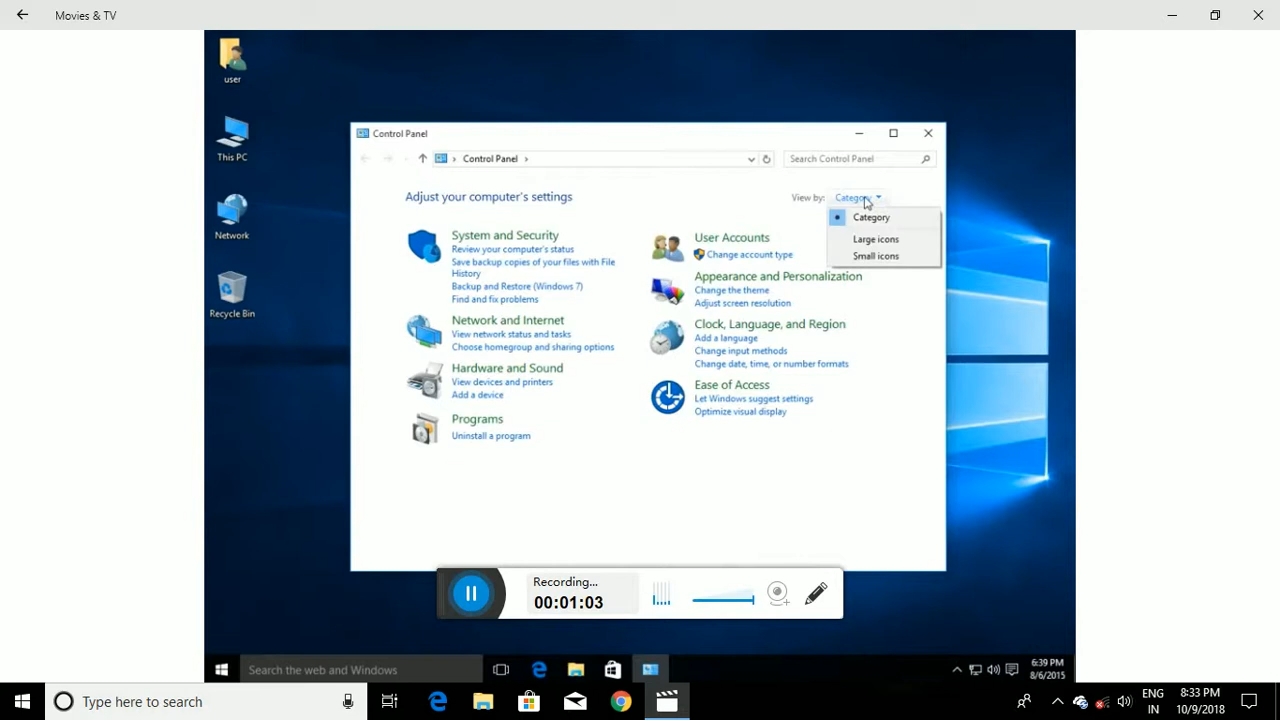 Movies & TV
user
This PC
Network
Recycle Bin
Control Panel
Control Panel
Search Control Panel
Adjust your computer's settings
View by:
Category
Category
Large icons
Small icons
System and Security
Review your computer's status
Save backup copies of your files with File
History
Backup and Restore (Windows 7)
Find and fix problems
Network and Internet
View network status and tasks
Choose homegroup and sharing options
Hardware and Sound
View devices and printers
Add a device
Programs
Uninstall a program
User Accounts
Change account type
Appearance and Personalization
Change the theme
Adjust screen resolution
Clock, Language, and Region
Add a language
Change input methods
Change date, time, or number formats
Ease of Access
Let Windows suggest settings
Optimize visual display
Recording...
00:01:03
Search the web and Windows
6:39 PM
8/6/2015
Type here to search
ENG
IN
8:33 PM
10/9/2018